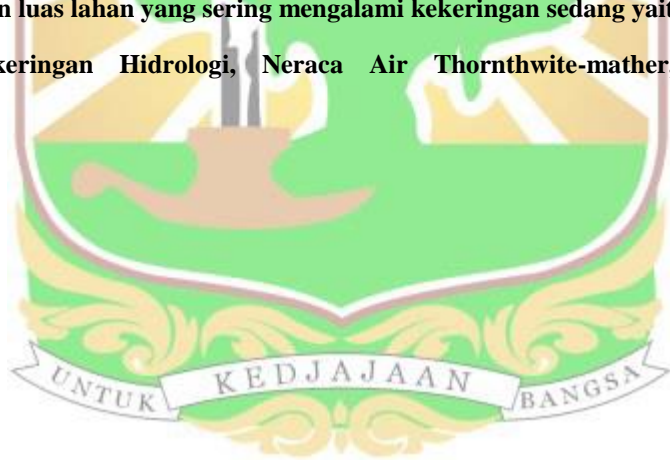 n luas lahan yang sering mengalami kekeringan sedang yait
keringan Hidrologi, Neraca Air Thornthwite-mather.
UNTUK KEDJAJAAN BANGSA